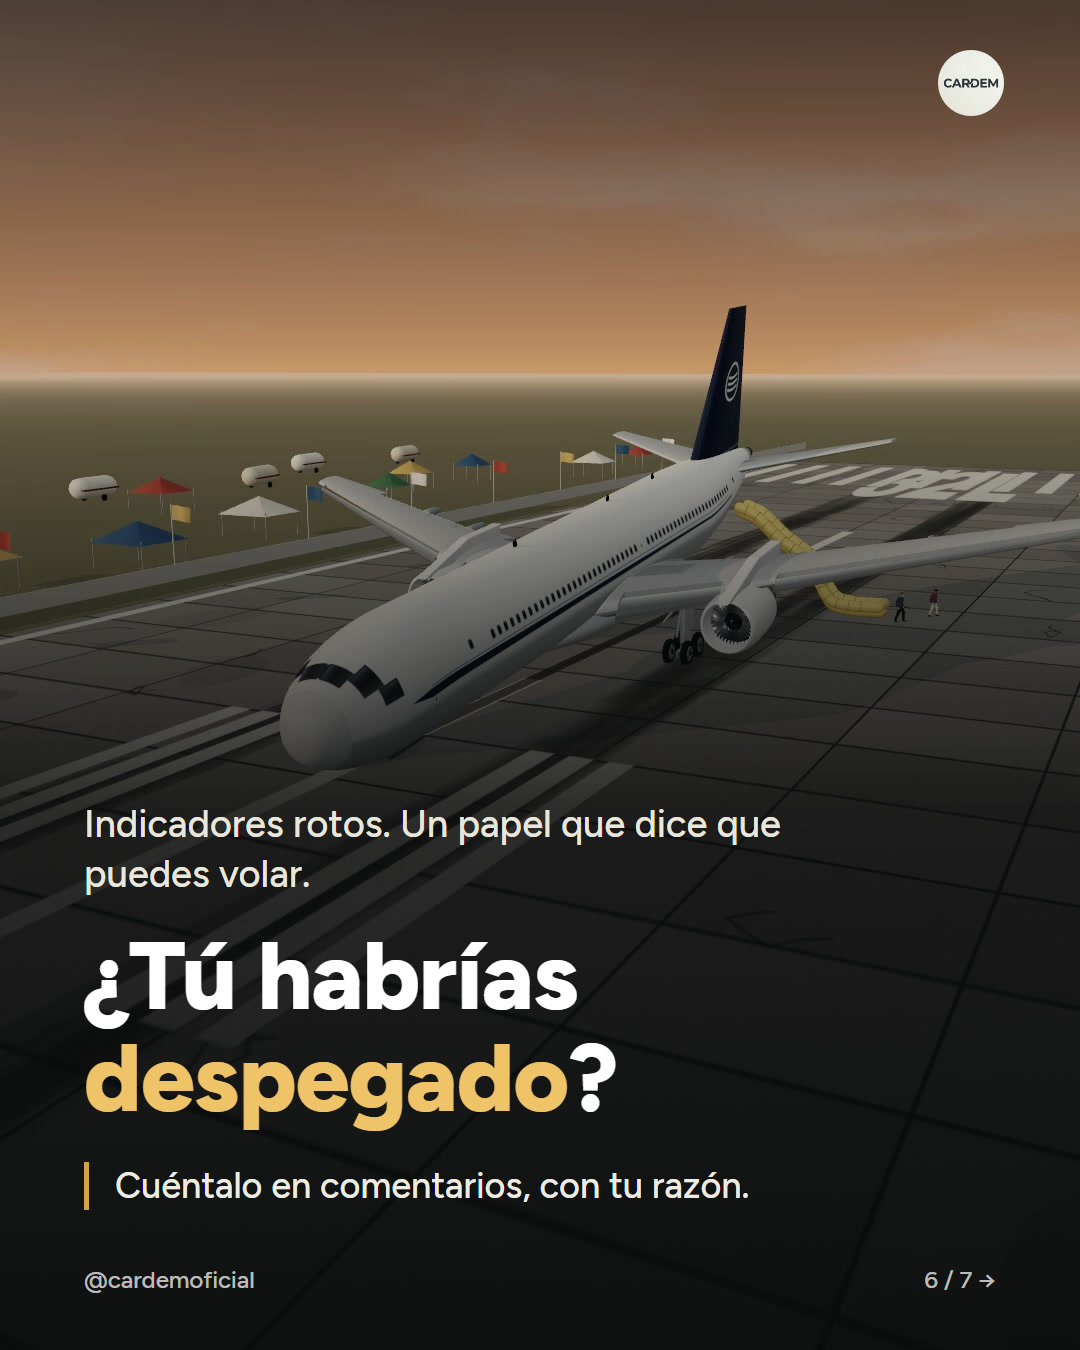 CARDEM
Indicadores rotos. Un papel que dice que
puedes volar.
¿Tú habrías
despegado?
Cuéntalo en comentarios, con tu razón.
@cardemoficial
6 / 7 →